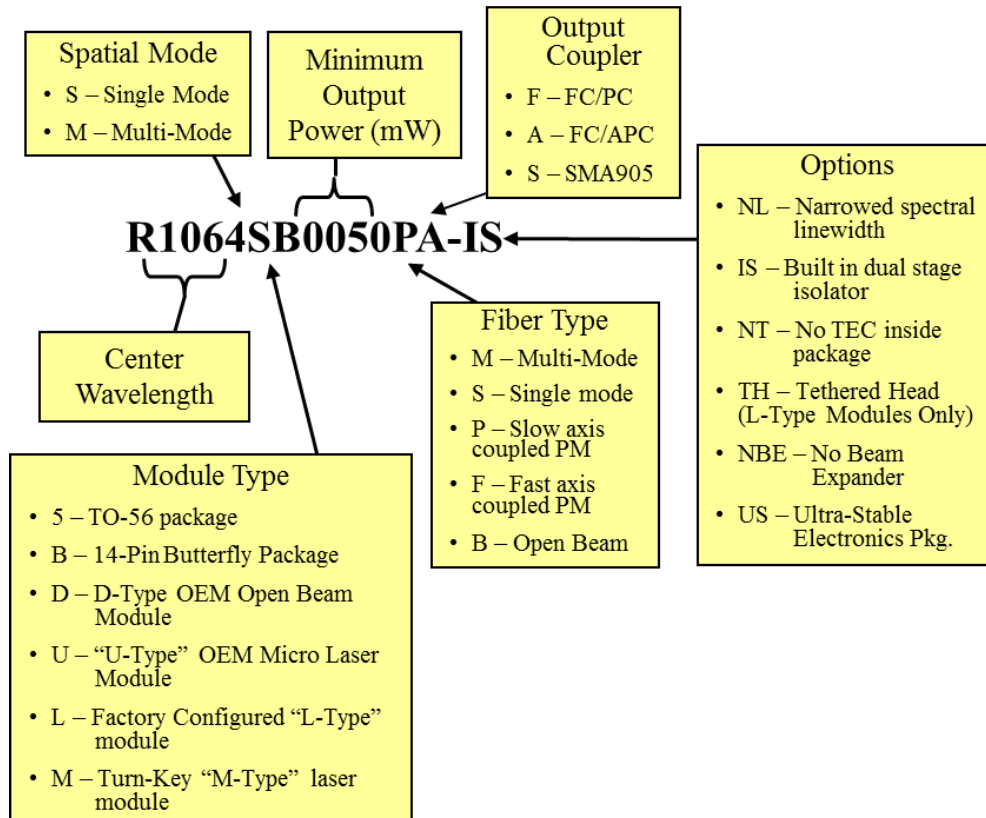 Spatial Mode
• S – Single Mode
• M – Multi-Mode
Minimum
Output
Power (mW)
Output
Coupler
• F – FC/PC
• A – FC/APC
• S – SMA905
R1064SB0050PA-IS
Center
Wavelength
Module Type
• 5 – TO-56 package
• B – 14-Pin Butterfly Package
• D – D-Type OEM Open Beam
Module
• U – “U-Type” OEM Micro Laser
Module
• L – Factory Configured “L-Type”
module
• M – Turn-Key “M-Type” laser
module
Fiber Type
• M – Multi-Mode
• S – Single mode
• P – Slow axis
coupled PM
• F – Fast axis
coupled PM
• B – Open Beam
Options
• NL – Narrowed spectral
linewidth
• IS – Built in dual stage
isolator
• NT – No TEC inside
package
• TH – Tethered Head
(L-Type Modules Only)
• NBE – No Beam
Expander
• US – Ultra-Stable
Electronics Pkg.